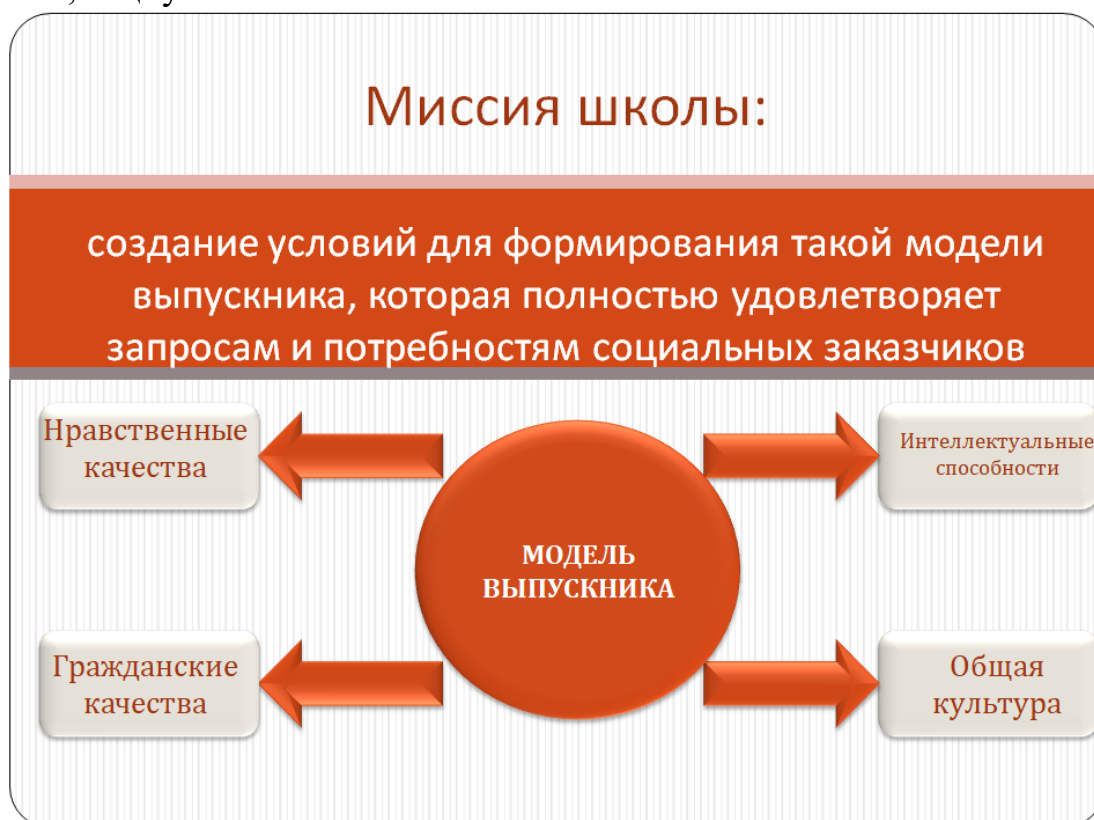 Миссия школы:
создание условий для формирования такой модели
выпускника, которая полностью удовлетворяет
запросам и потребностям социальных заказчиков
Нравственные
качества
Интеллектуальные
способности
МОДЕЛЬ
ВЫПУСКНИКА
Гражданские
качества
Общая
культура